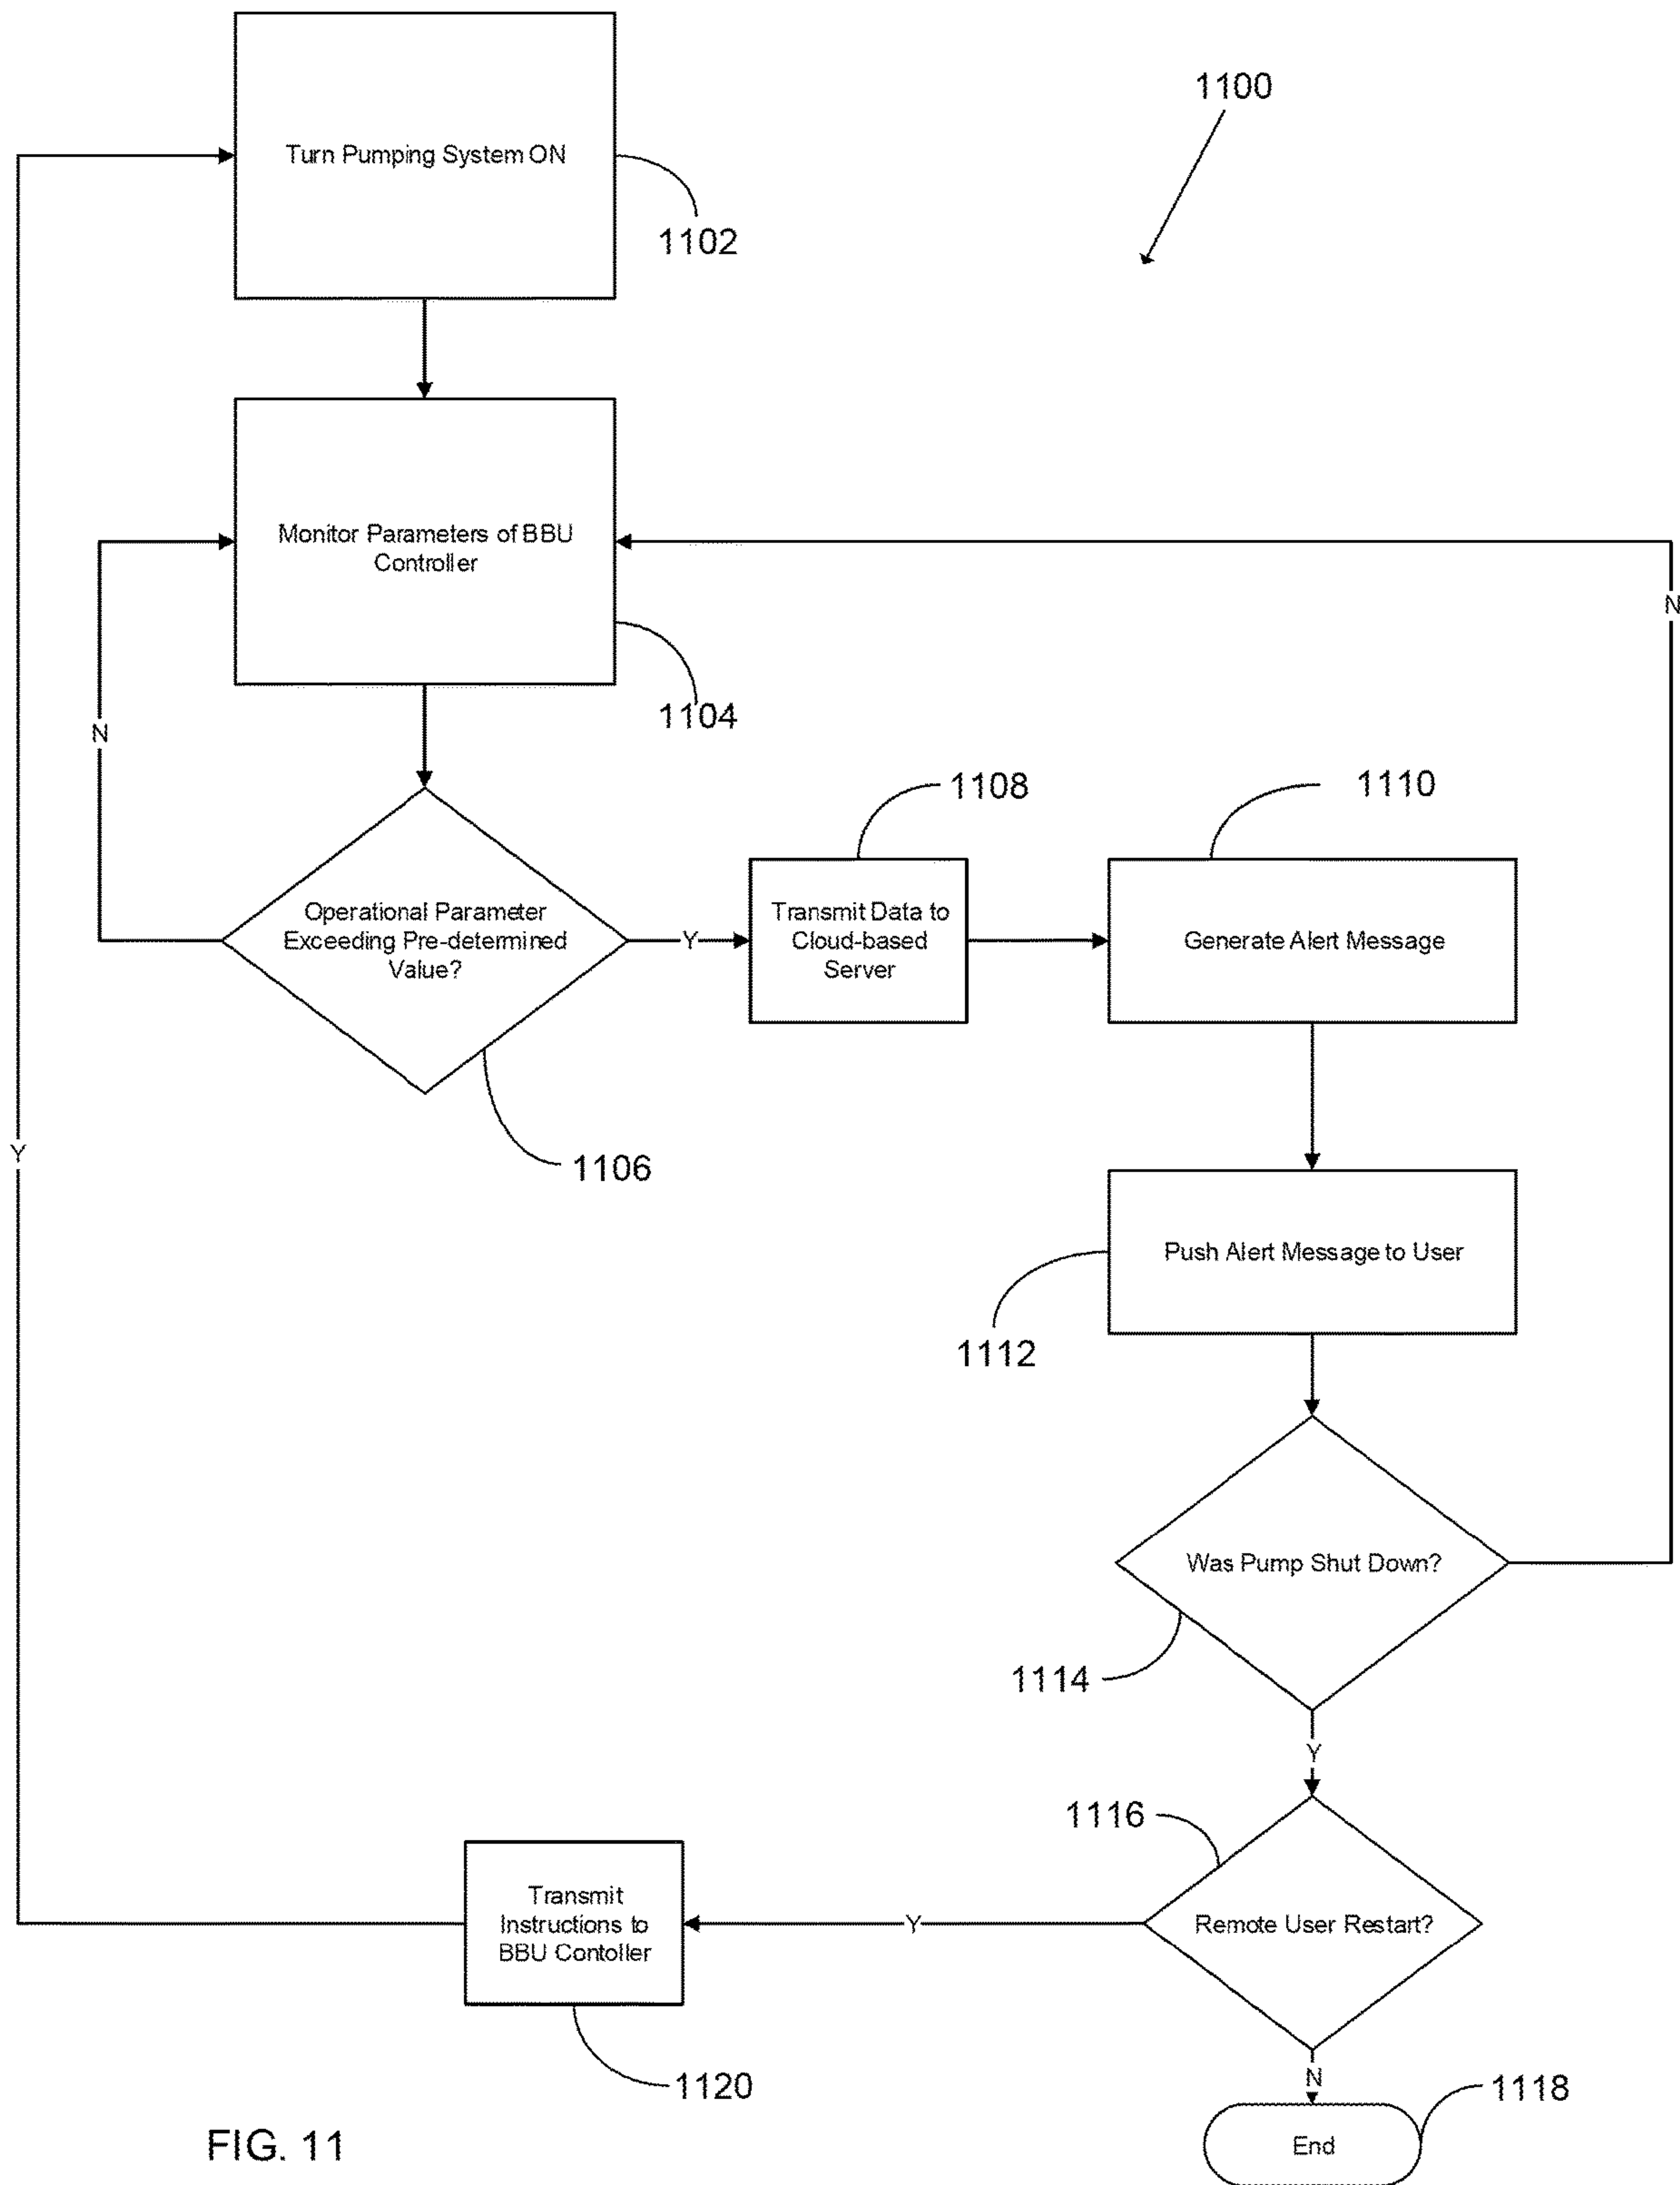 1100
Turn Pumping System ON
1102
Monitor Parameters of BBU
Controller
N
1104
N
1108
1110
Operational Parameter
Exceeding Pre-determined
Value?
Y
Transmit Data to
Cloud-based
Server
Generate Alert Message
Y
1106
Push Alert Message to User
1112
Was Pump Shut Down?
1114
Y
1116
Transmit
Instructions to
BBU Contoller
Y
Remote User Restart?
1120
N
1118
End
FIG. 11